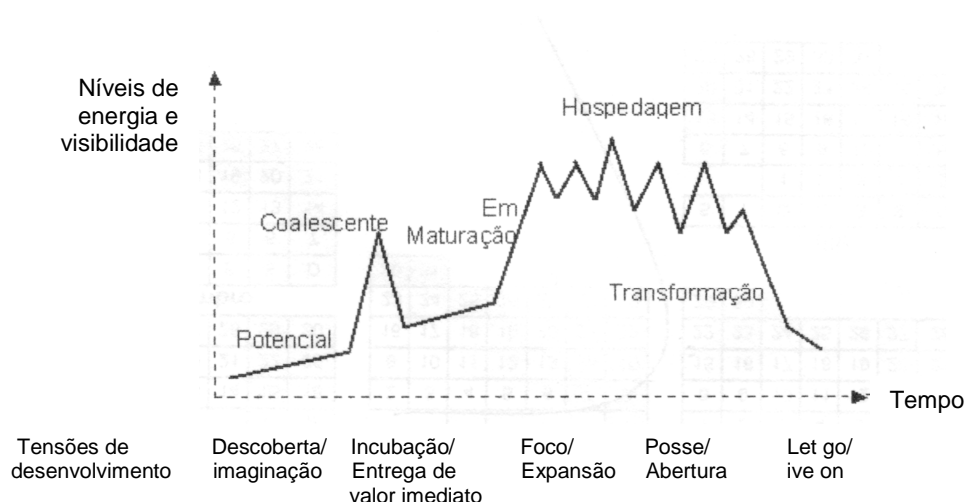 Níveis de
energia e
visibilidade
Hospedagem
Coalescente
Em
Maturação
Transformação
Potencial
Tempo
Tensões de
desenvolvimento
Descoberta/
imaginação
Incubação/
Entrega de
valor imediato
Foco/
Expansão
Posse/
Abertura
Let go/
ive on